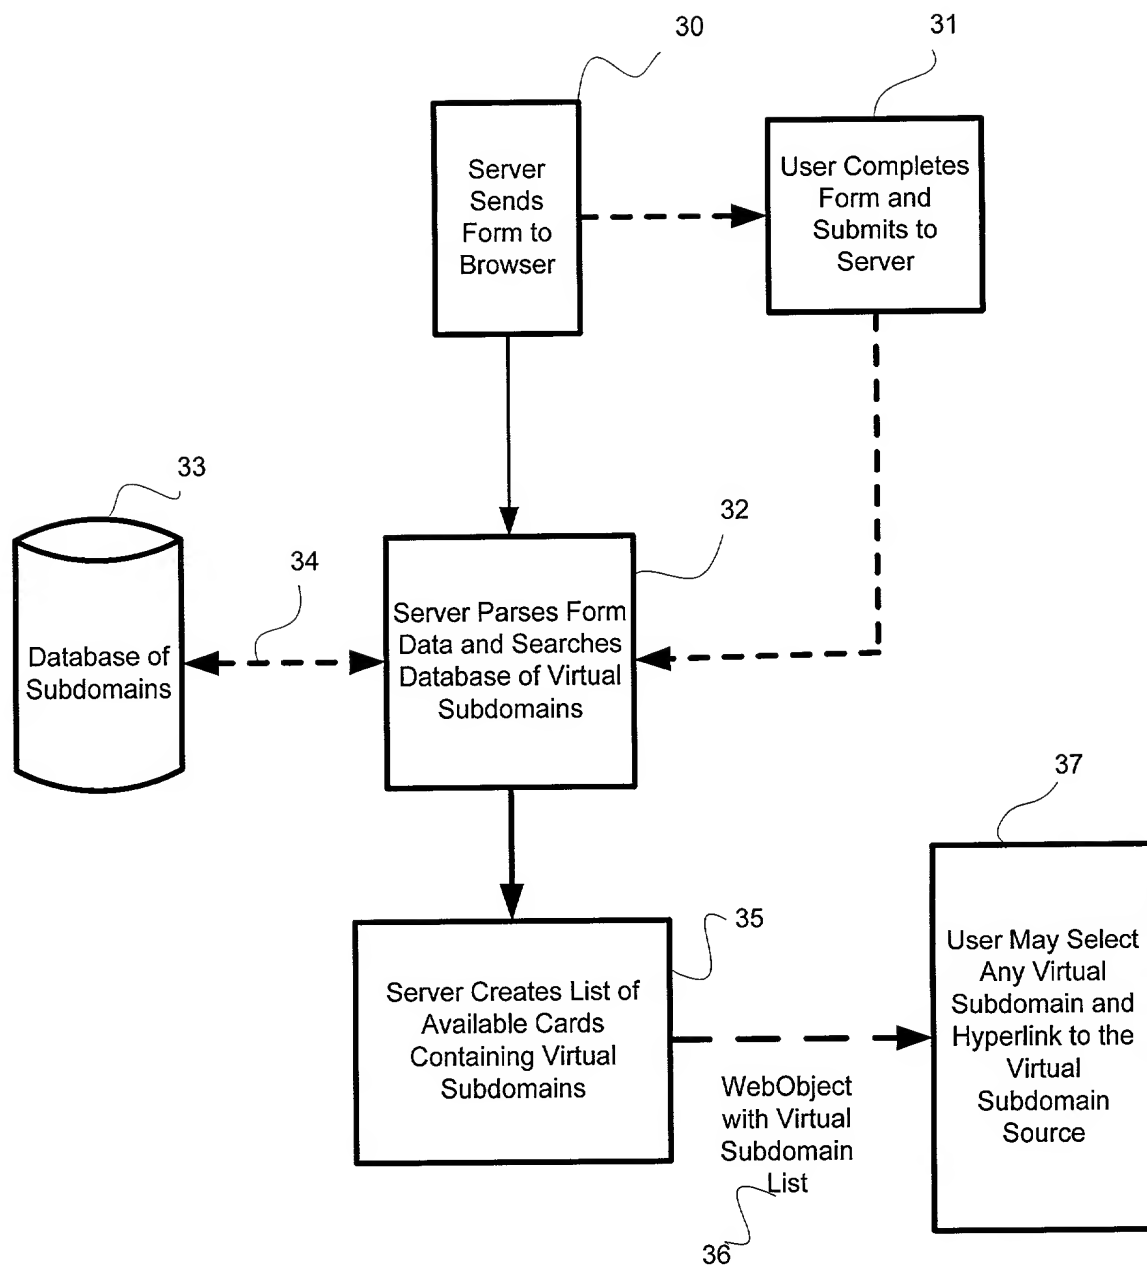 30
31
Server
Sends
Form to
Browser
User Completes
Form and
Submits to
Server
33
32
34
Server Parses Form
Data and Searches
Database of Virtual
Subdomains
Database of
Subdomains
37
35
User May Select
Any Virtual
Subdomain and
Hyperlink to the
Virtual
Subdomain
Source
Server Creates List of
Available Cards
Containing Virtual
Subdomains
WebObject
with Virtual
Subdomain
List
36